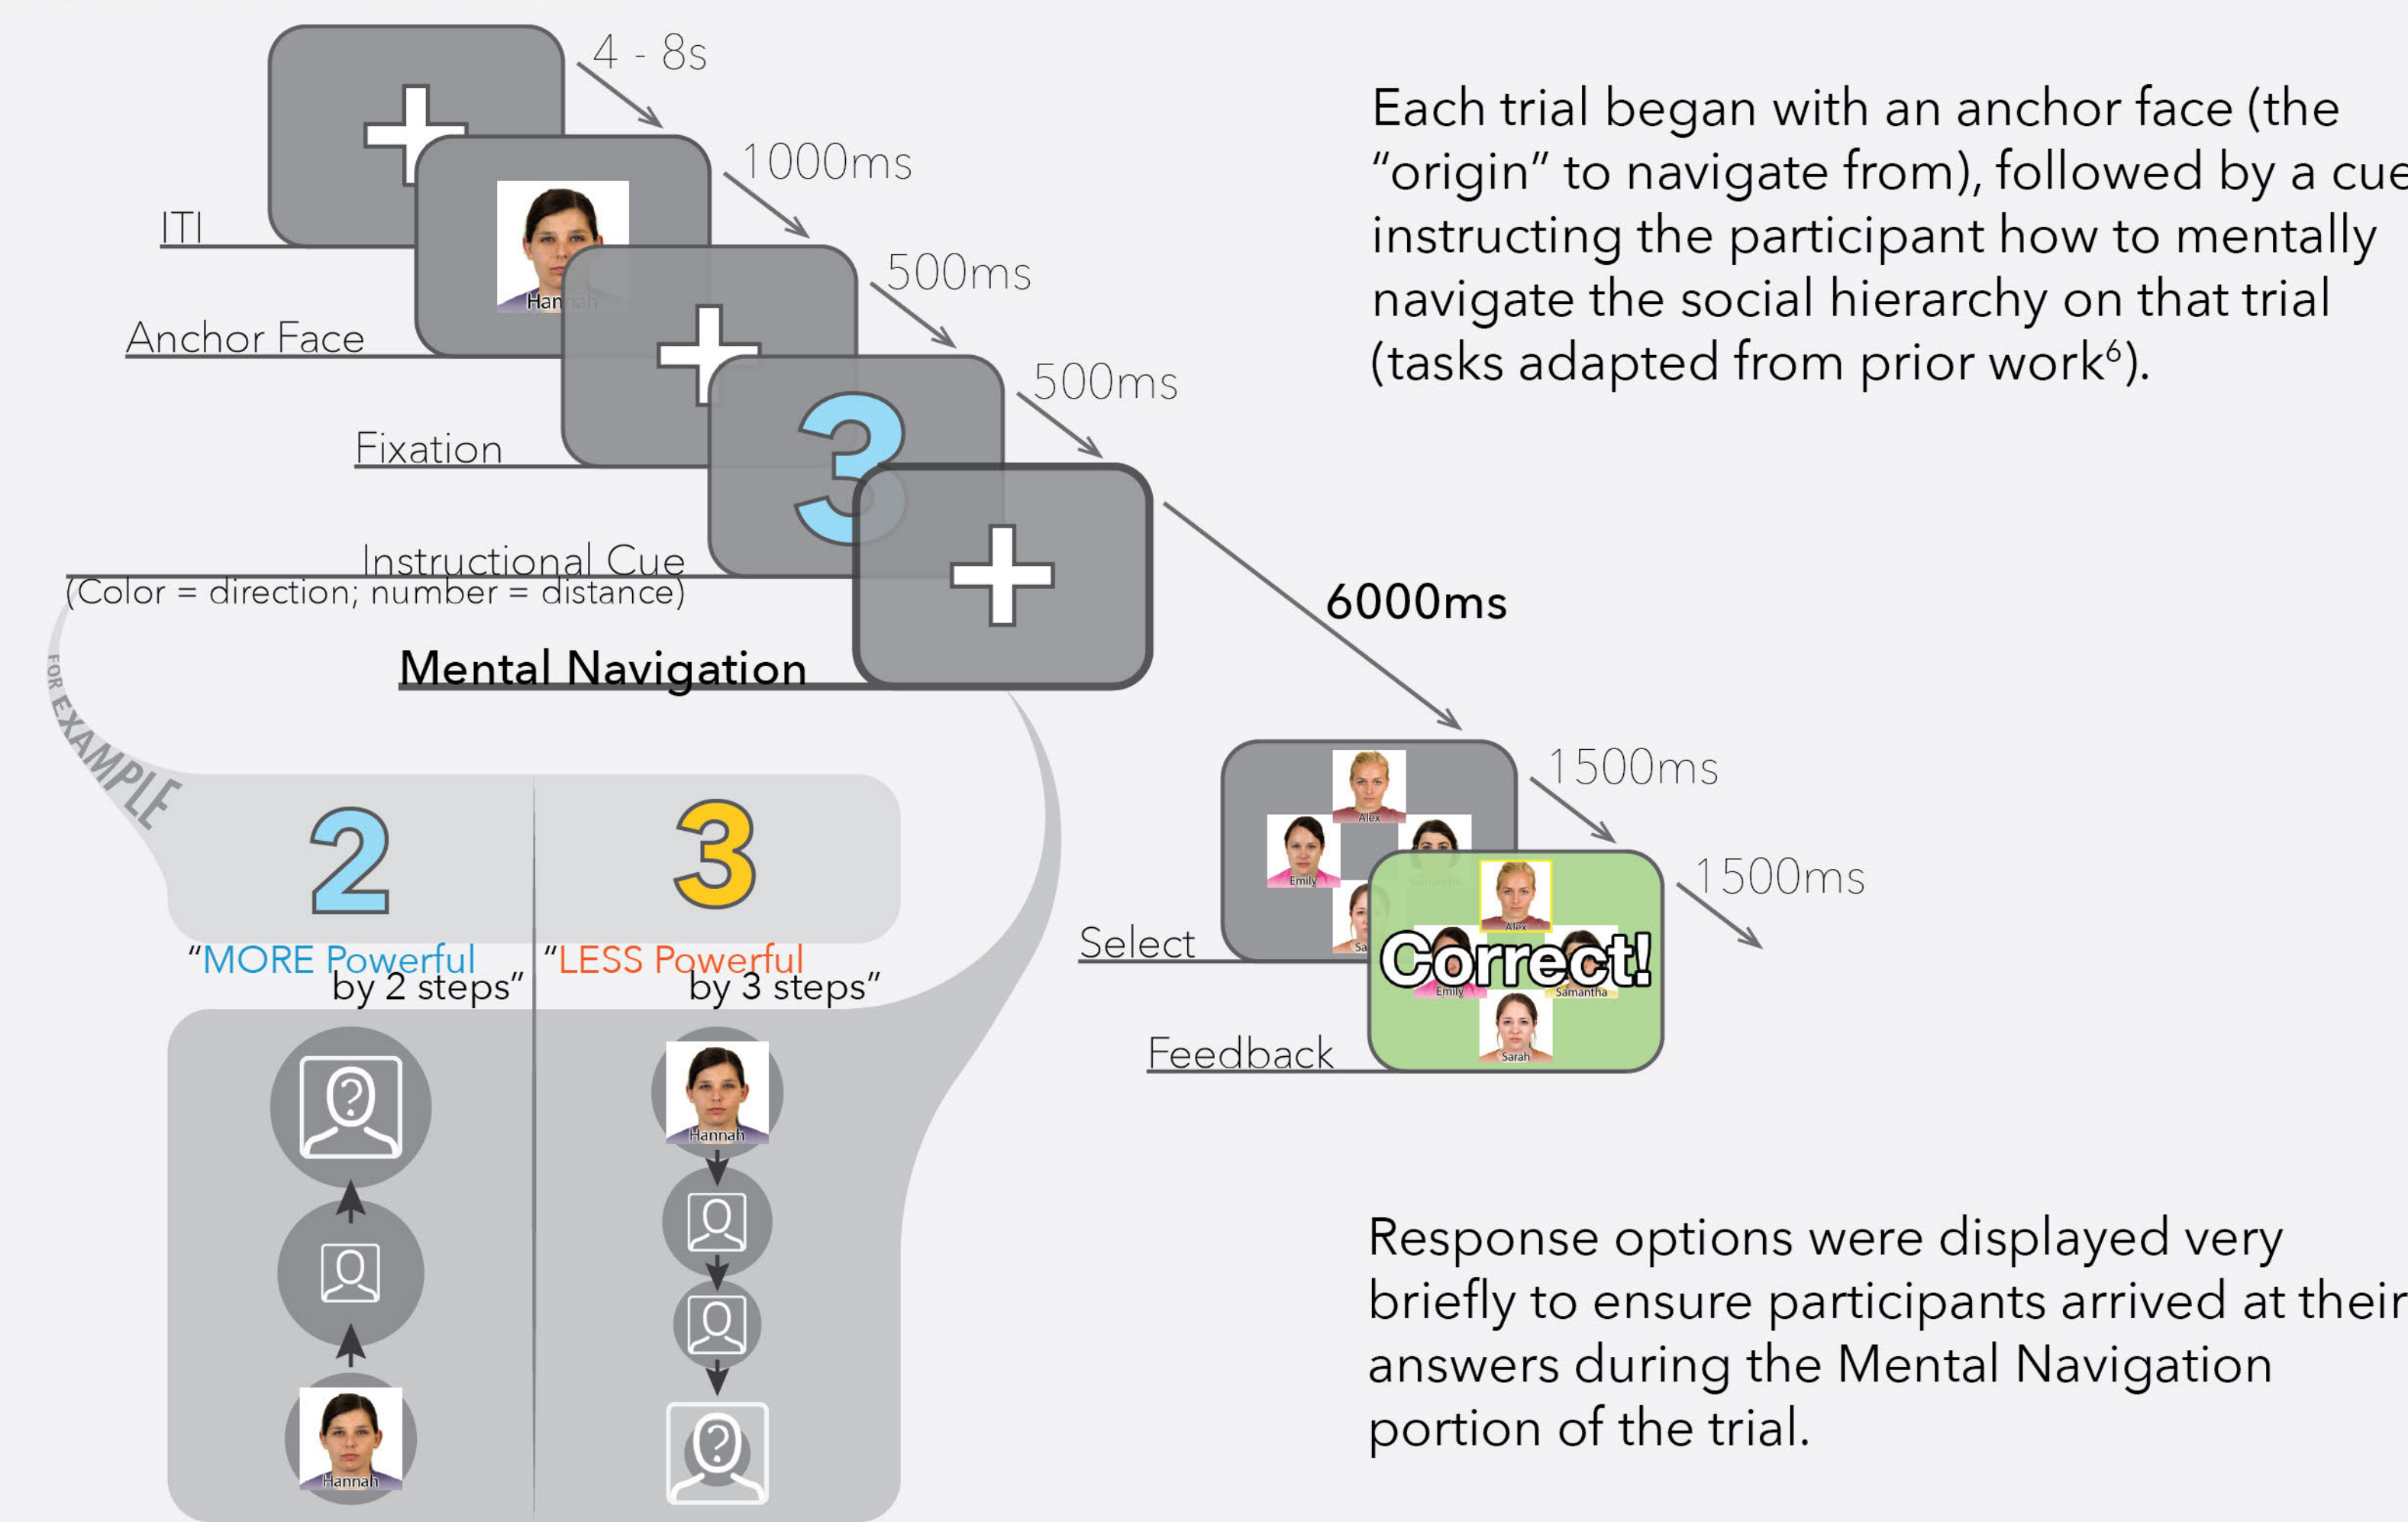 4 - 8s
1000ms
500ms
500ms
ITI
Anchor Face
Hannah
Fixation
3
Instructional Cue
(Color = direction; number = distance)
Mental Navigation
6000ms
Each trial began with an anchor face (the
"origin" to navigate from), followed by a cue
instructing the participant how to mentally
navigate the social hierarchy on that trial
(tasks adapted from prior work⁶).
FOR EXAMPLE
2
3
"MORE Powerful
by 2 steps"
"LESS Powerful
by 3 steps"
?
Hannah
Hannah
?
1500ms
1500ms
Alex
Emily
Samantha
Sa
Select
Alex
Correct!
Emily
Samantha
Sarah
Feedback
Response options were displayed very
briefly to ensure participants arrived at their
answers during the Mental Navigation
portion of the trial.